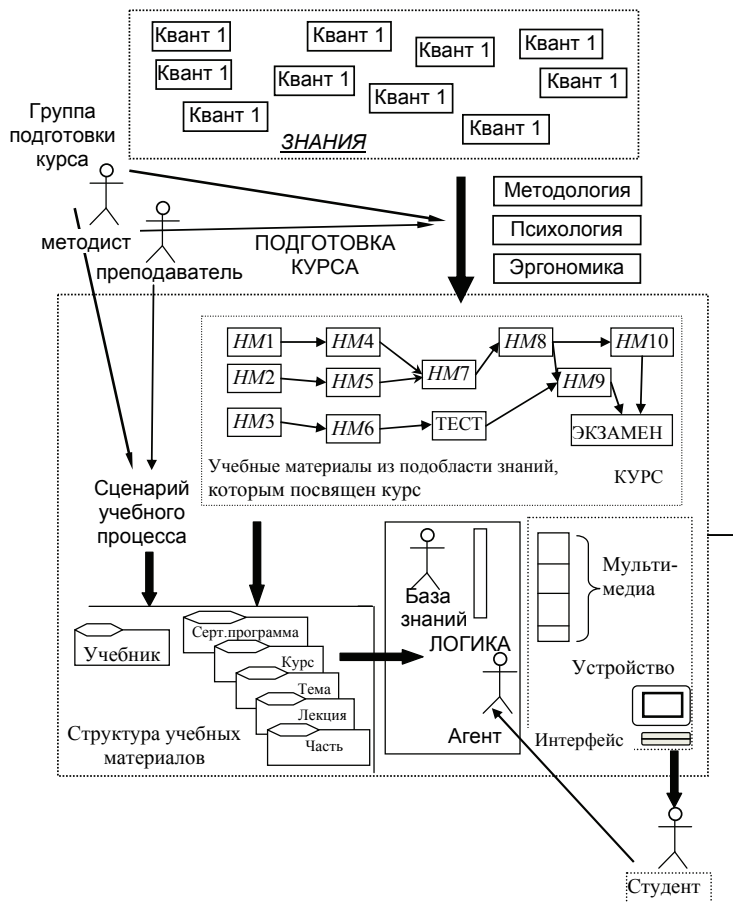 Квант 1
Квант 1
Квант 1
Квант 1
Квант 1
Квант 1
Квант 1
Квант 1
Квант 1
Квант 1
ЗНАНИЯ
Группа
подготовки
курса
методист
преподаватель
ПОДГОТОВКА
КУРСА
Методология
Психология
Эргономика
НМ1
НМ4
НМ8
НМ10
НМ2
НМ5
НМ7
НМ9
НМ3
НМ6
ТЕСТ
ЭКЗАМЕН
Учебные материалы из подобласти знаний,
которым посвящен курс
КУРС
Сценарий
учебного
процесса
База
знаний
ЛОГИКА
Агент
Мульти-
медиа
Устройство
Интерфейс
Учебник
Серт.программа
Курс
Тема
Лекция
Часть
Структура учебных
материалов
Студент